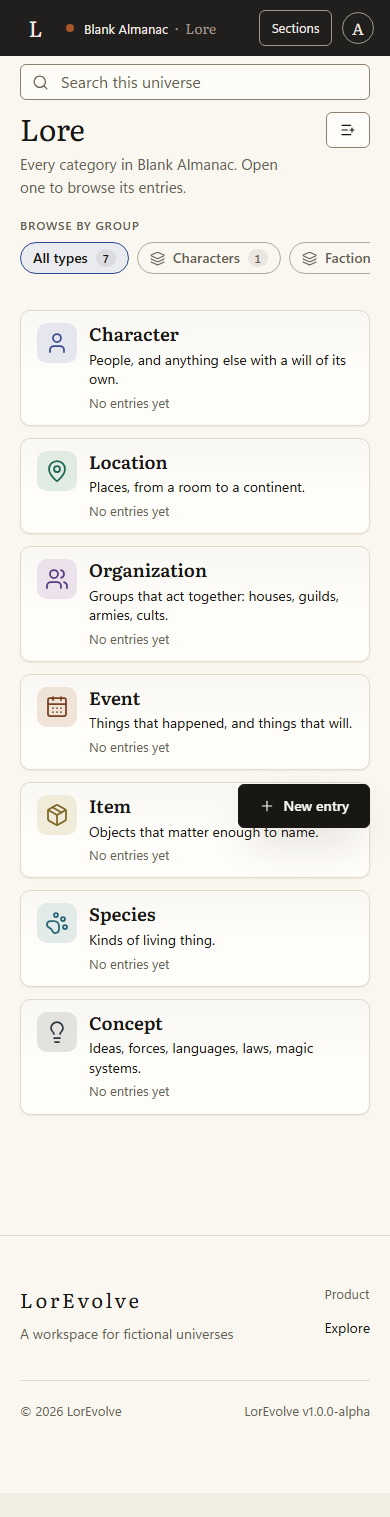 L Blank Almanac · Lore Sections A
Search this universe
Lore
Every category in Blank Almanac. Open
one to browse its entries.
BROWSE BY GROUP
All types 7 Characters 1 Faction
Character
People, and anything else with a will of its
own.
No entries yet
Location
Places, from a room to a continent.
No entries yet
Organization
Groups that act together: houses, guilds,
armies, cults.
No entries yet
Event
Things that happened, and things that will.
No entries yet
Item
New entry
Objects that matter enough to name.
No entries yet
Species
Kinds of living thing.
No entries yet
Concept
Ideas, forces, languages, laws, magic
systems.
No entries yet
LorEvolve
A workspace for fictional universes
Product
Explore
© 2026 LorEvolve
LorEvolve v1.0.0-alpha